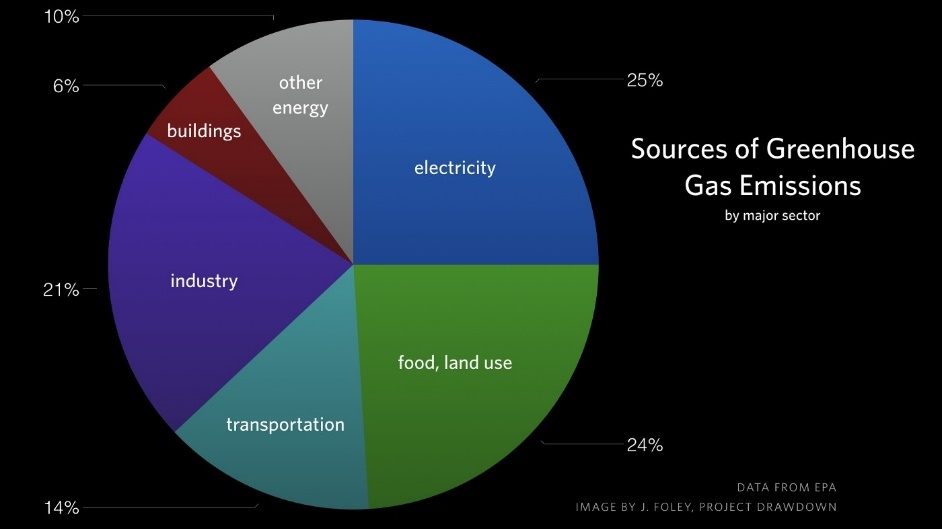 Sources of Greenhouse
Gas Emissions
by major sector
10%
other
energy
6%
buildings
25%
electricity
21%
industry
food, land use
24%
transportation
14%
DATA FROM EPA
IMAGE BY J. FOLEY, PROJECT DRAWDOWN